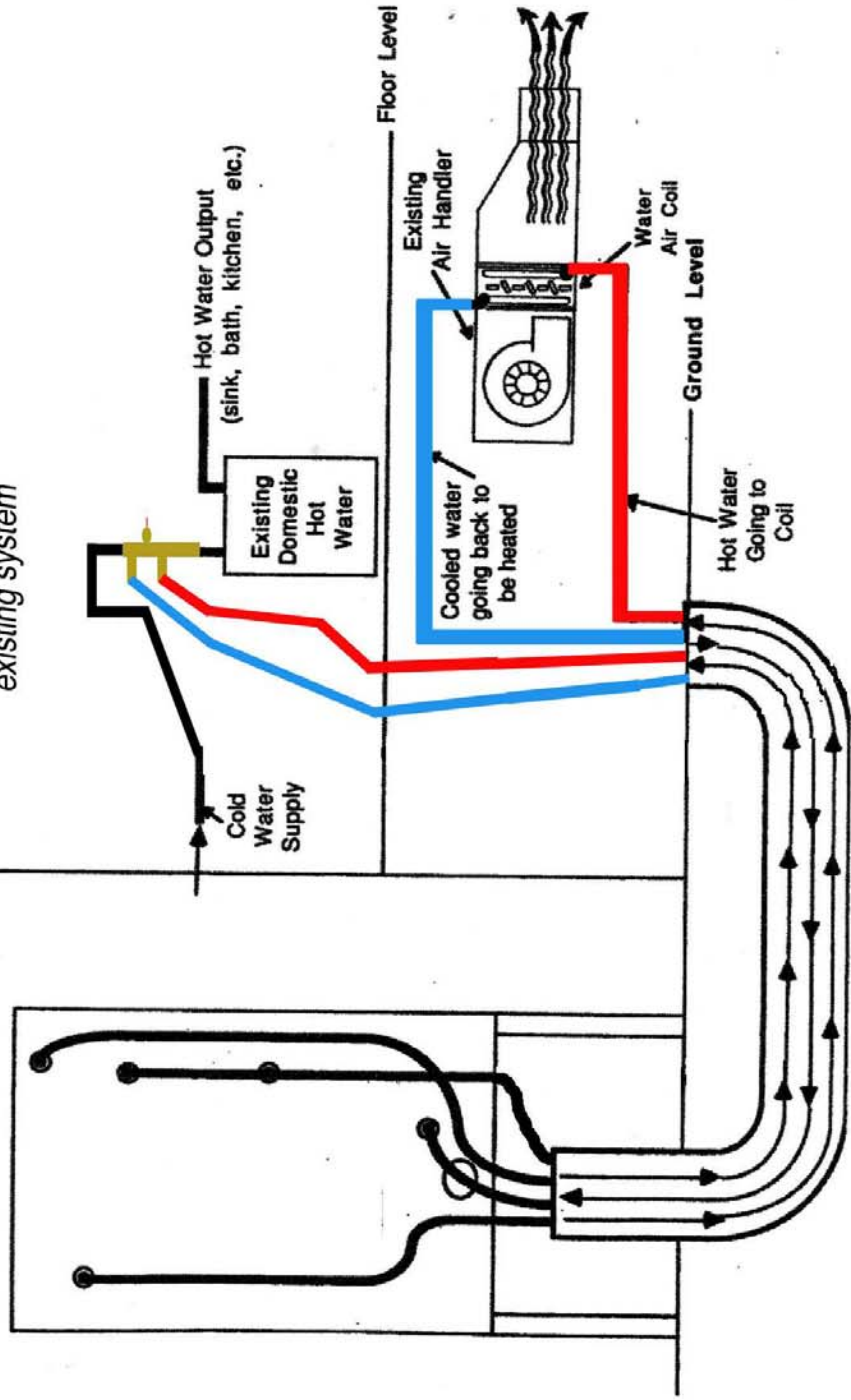 existing system
Hot Water Output
(sink, bath, kitchen, etc.)
Existing
Domestic
Hot
Water
Cold
Water
Supply
Floor Level
Existing
Air Handler
Cooled water
going back to
be heated
Water
Air Coil
Ground Level
Hot Water
Going to
Coil